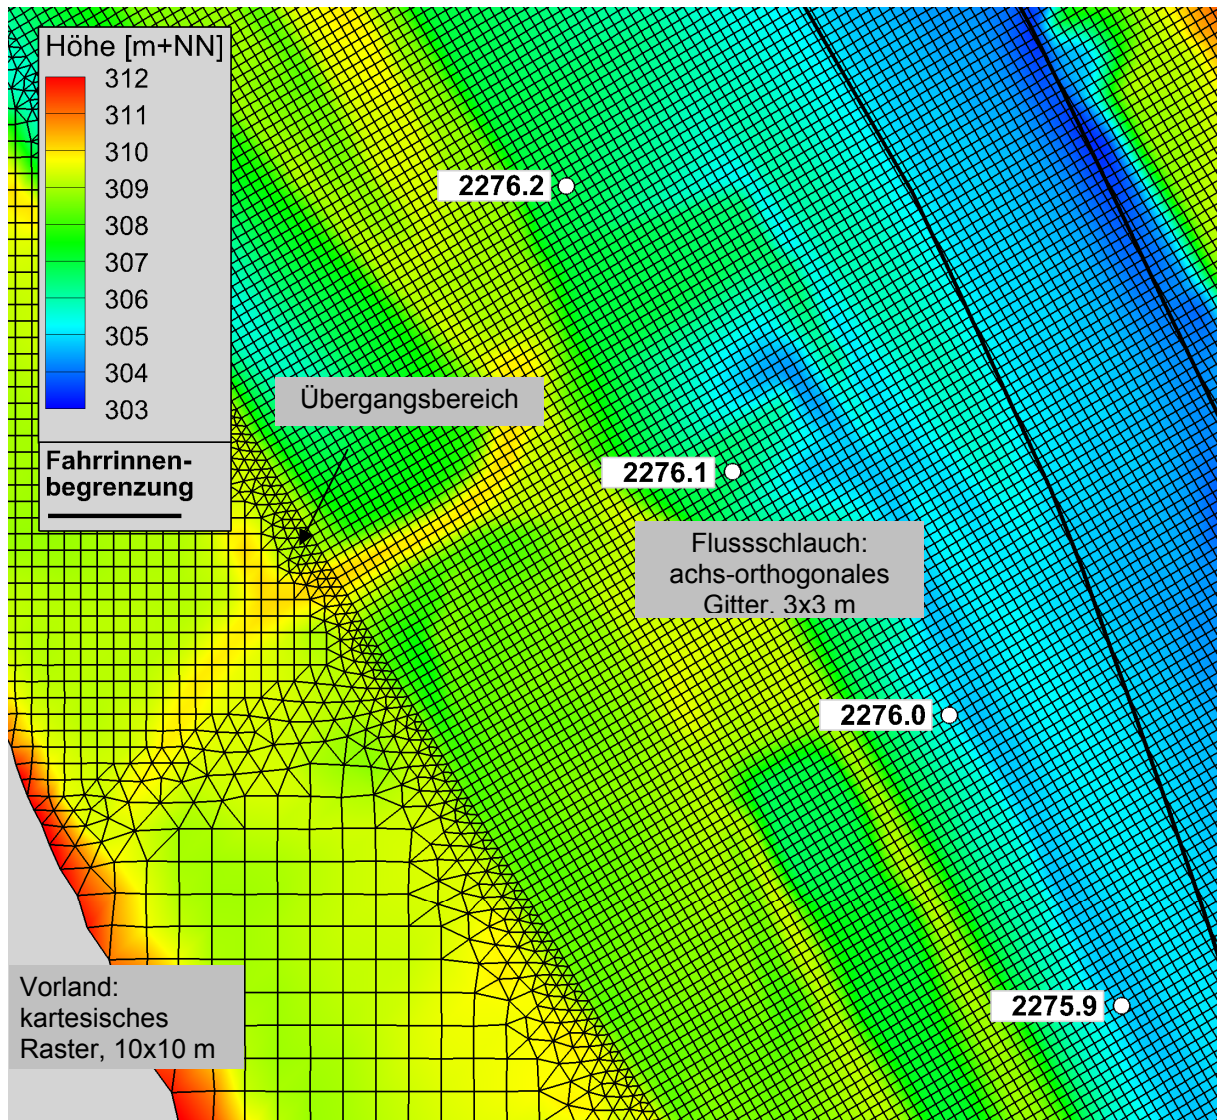 Höhe [m+NN]
312
311
310
309
308
307
306
305
304
303
Fahrrinnen-
begrenzung
2276.2
Übergangsbereich
2276.1
Flussschlauch:
achs-orthogonales
Gitter, 3x3 m
2276.0
Vorland:
kartesisches
Raster, 10x10 m
2275.9